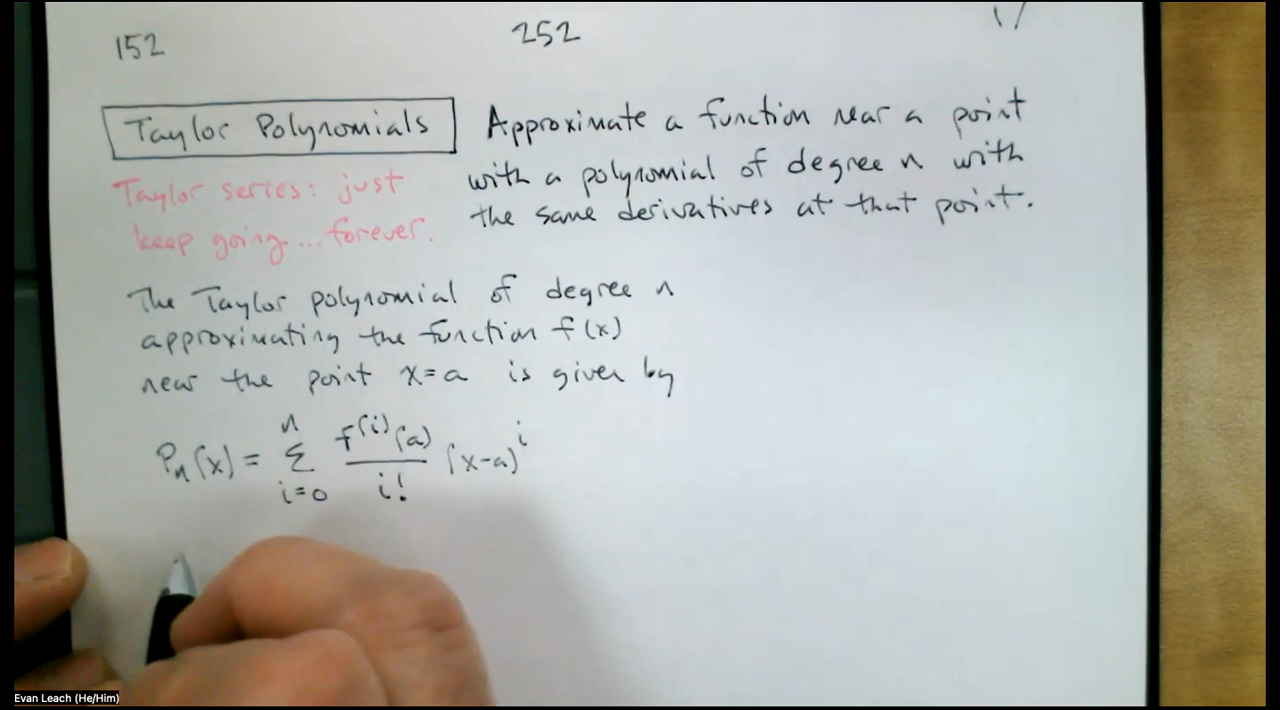 152
252
17
Taylor Polynomials
Approximate a function near a point
with a polynomial of degree n with
the same derivatives at that point.
Taylor series: just
keep going...forever.
The Taylor polynomial of degree n
approximating the function f(x)
near the point x=a is given by
Pₙ(x) = Σ_{i=0}^{n} f⁽ⁱ⁾(a)/i! (x-a)ⁱ
Evan Leach (He/Him)